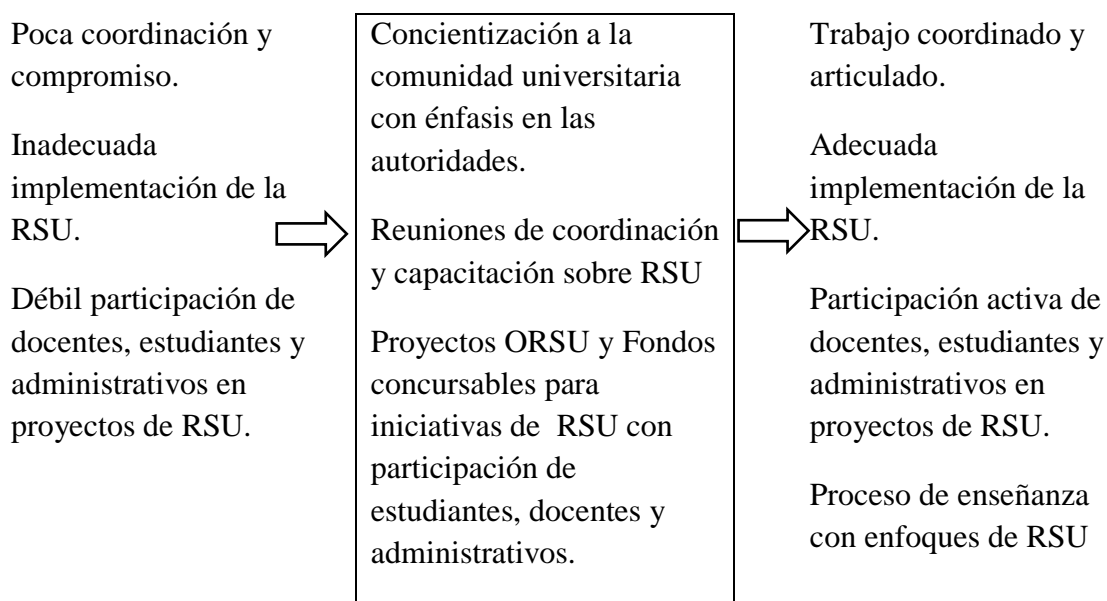 Poca coordinación y
compromiso.
Inadecuada
implementación de la
RSU.
Débil participación de
docentes, estudiantes y
administrativos en
proyectos de RSU.
Concientización a la
comunidad universitaria
con énfasis en las
autoridades.
Reuniones de coordinación
y capacitación sobre RSU
Proyectos ORSU y Fondos
concursables para
iniciativas de  RSU con
participación de
estudiantes, docentes y
administrativos.
Trabajo coordinado y
articulado.
Adecuada
implementación de la
RSU.
Participación activa de
docentes, estudiantes y
administrativos en
proyectos de RSU.
Proceso de enseñanza
con enfoques de RSU